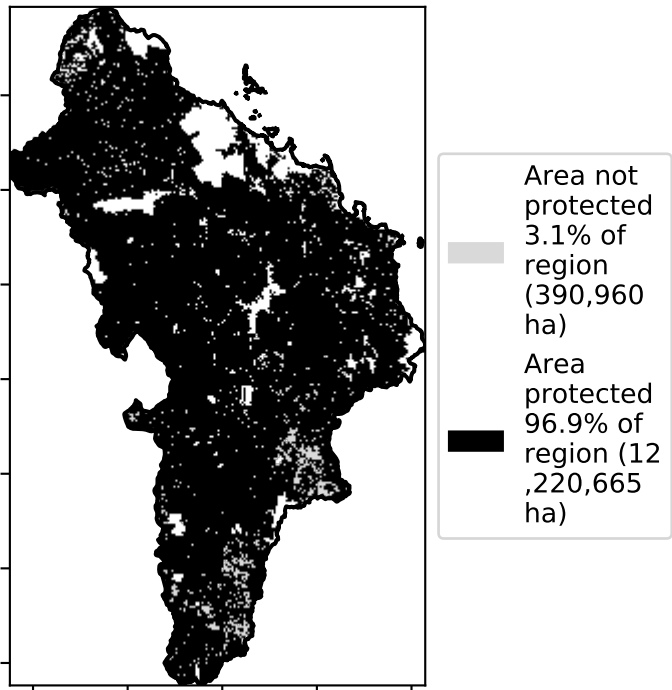 Area not
protected
3.1% of
region
(390,960
ha)
Area
protected
96.9% of
region (12
,220,665
ha)